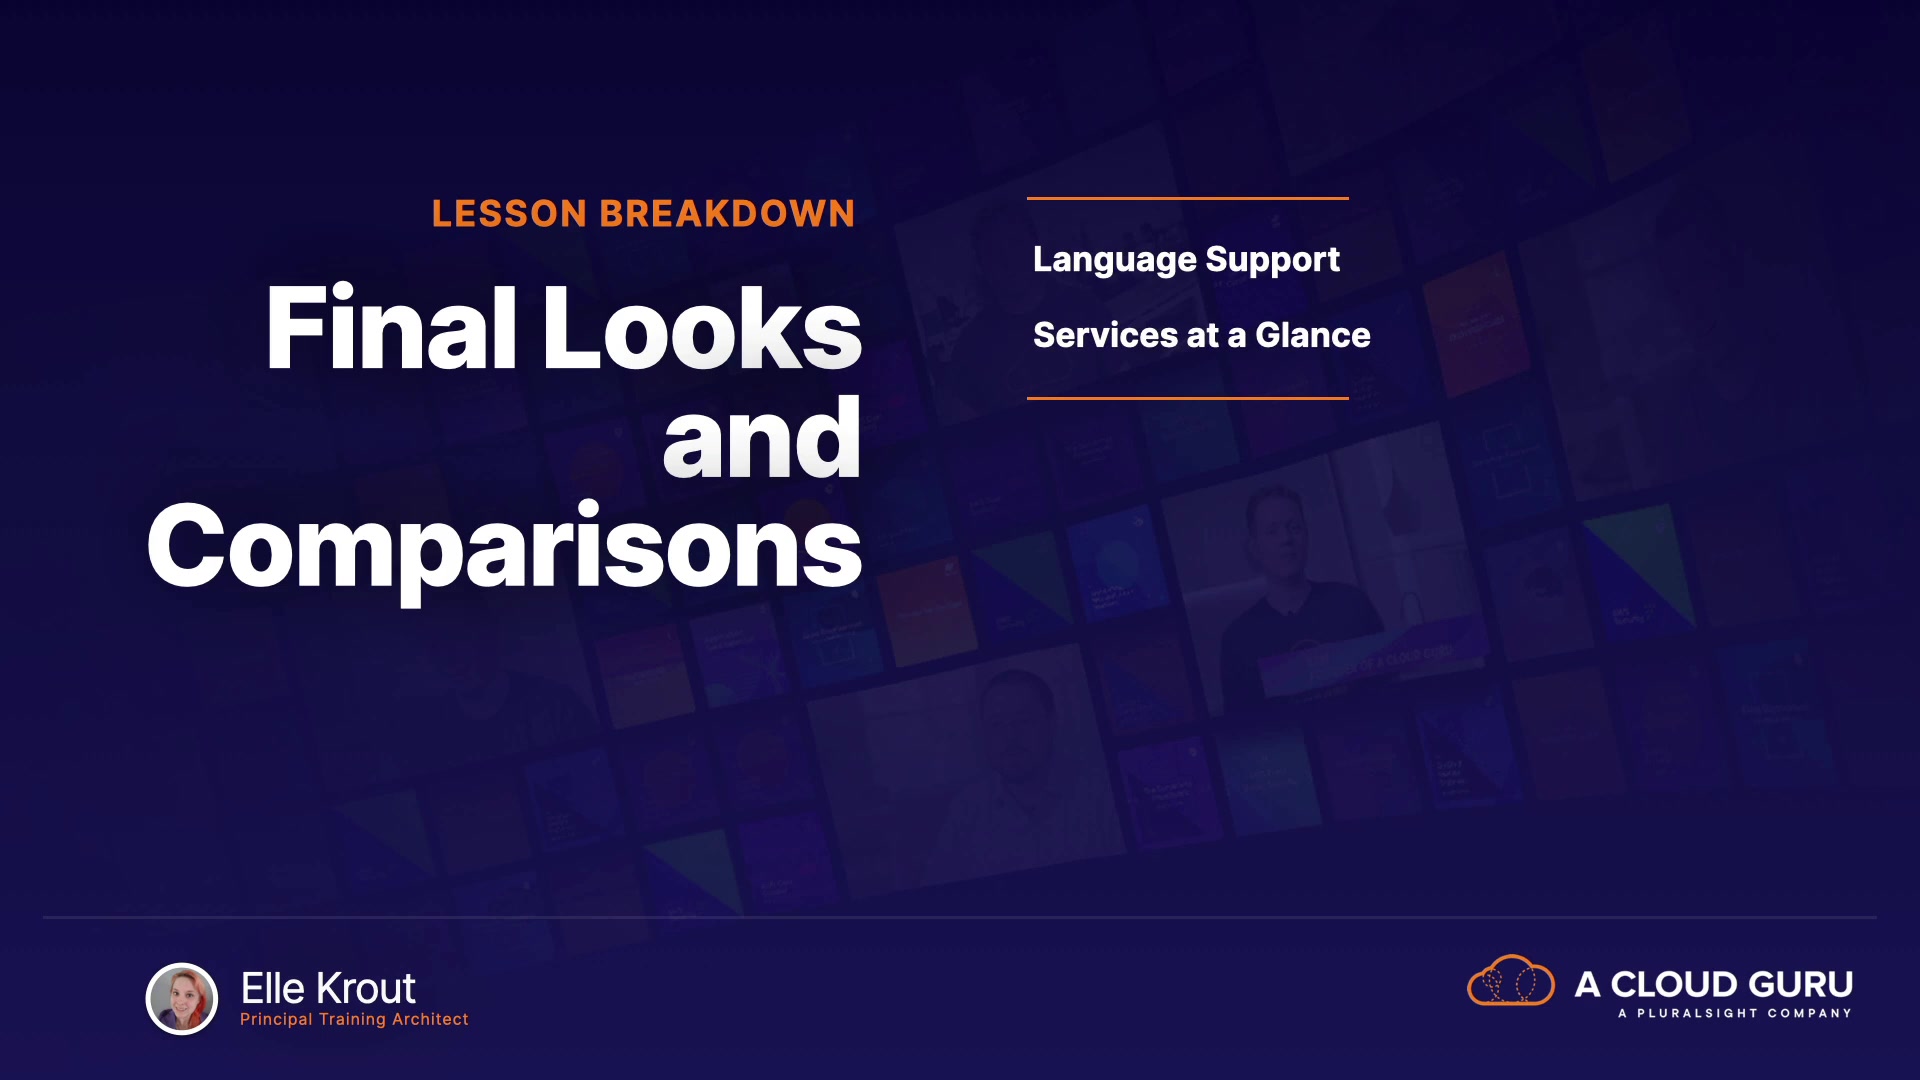 LESSON BREAKDOWN
Final Looks
and
Comparisons
Language Support
Services at a Glance
Elle Krout
Principal Training Architect
A CLOUD GURU
A PLURALSIGHT COMPANY